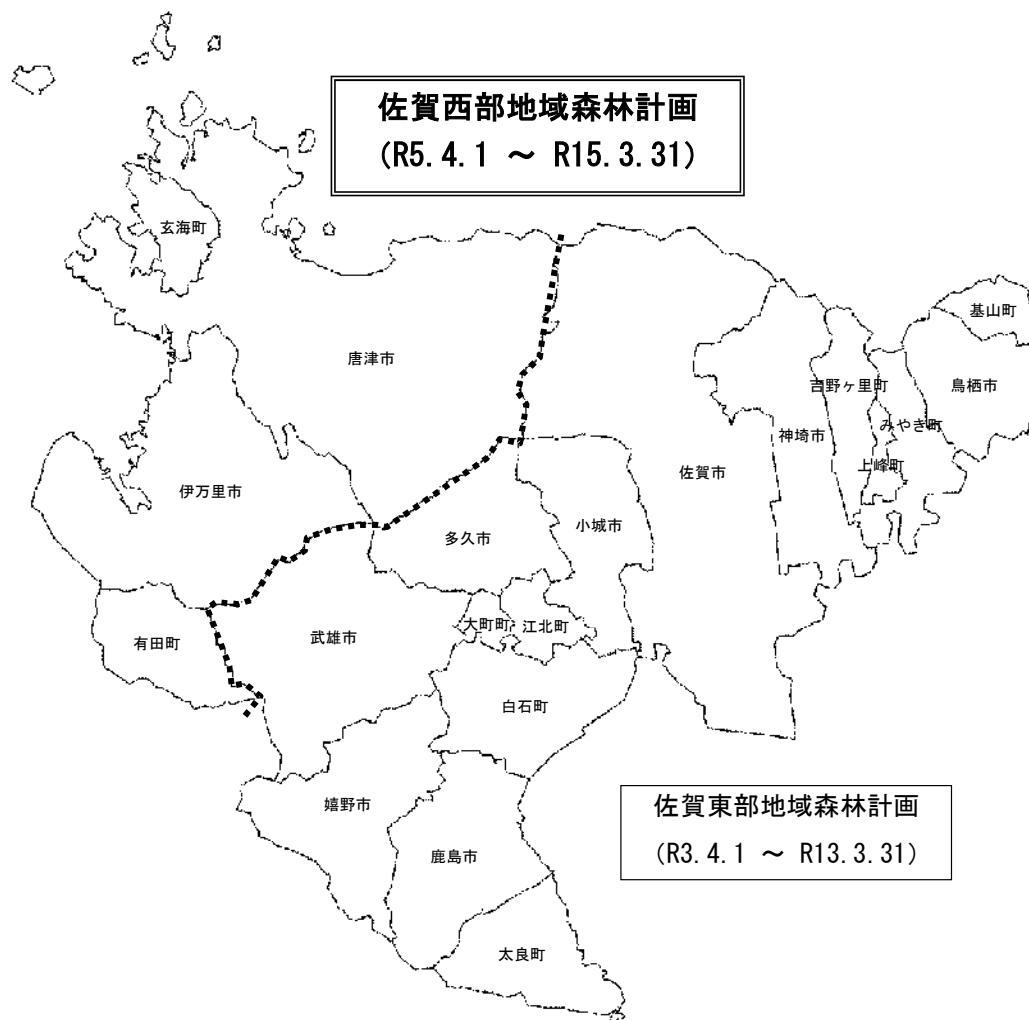 佐賀西部地域森林計画
(R5.4.1 ～ R15.3.31)
玄海町
基山町
唐津市
吉野ヶ里町
鳥栖市
みやき町
神埼市
上峰町
佐賀市
伊万里市
小城市
多久市
大町町
江北町
有田町
武雄市
白石町
嬉野市
佐賀東部地域森林計画
(R3.4.1 ～ R13.3.31)
鹿島市
太良町